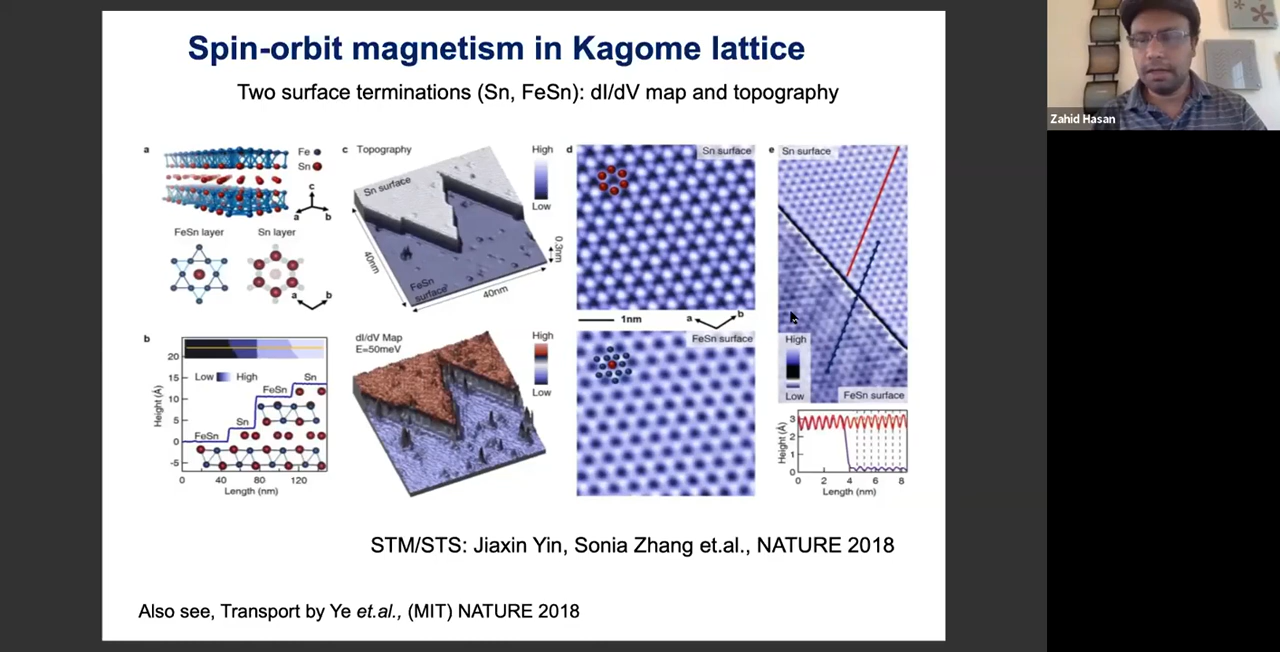 Spin-orbit magnetism in Kagome lattice
Two surface terminations (Sn, FeSn): dI/dV map and topography
Zahid Hasan
a
Fe
Sn
c
a
b
FeSn layer
Sn layer
a
b
b
20
15
10
5
0
-5
Height (Å)
Low
High
FeSn
Sn
FeSn
Sn
0
40
80
120
Length (nm)
c
Topography
High
Low
Sn surface
FeSn surface
0.3nm
40nm
40nm
dI/dV Map
E=50meV
High
Low
d
Sn surface
1nm
a
b
FeSn surface
e
Sn surface
High
Low
FeSn surface
3
2
1
0
Height (Å)
0
2
4
6
8
Length (nm)
STM/STS: Jiaxin Yin, Sonia Zhang et.al., NATURE 2018
Also see, Transport by Ye et.al., (MIT) NATURE 2018